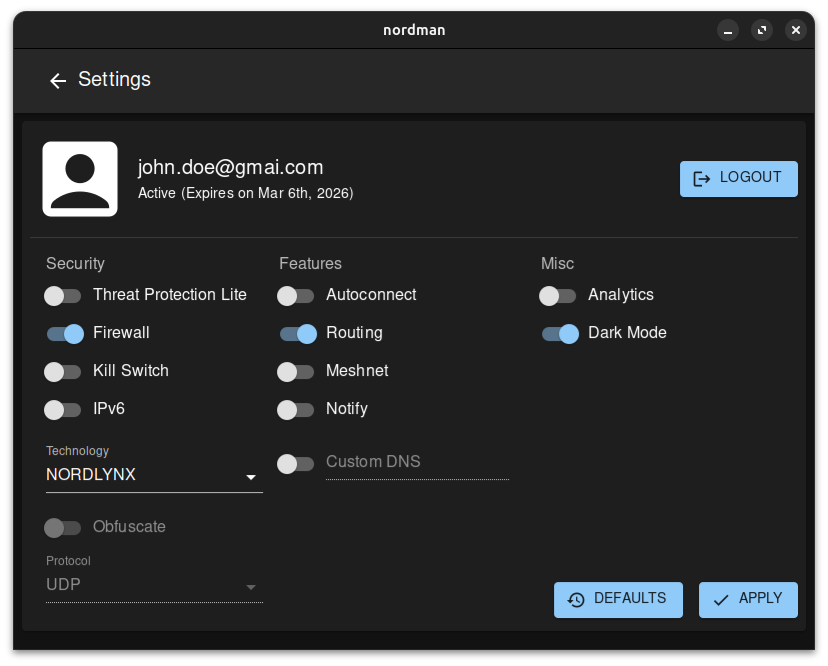 nordman
Settings
john.doe@gmai.com
Active (Expires on Mar 6th, 2026)
LOGOUT
Security
Threat Protection Lite
Firewall
Kill Switch
IPv6
Technology
NORDLYNX
Obfuscate
Protocol
UDP
Features
Autoconnect
Routing
Meshnet
Notify
Custom DNS
Misc
Analytics
Dark Mode
DEFAULTS
APPLY